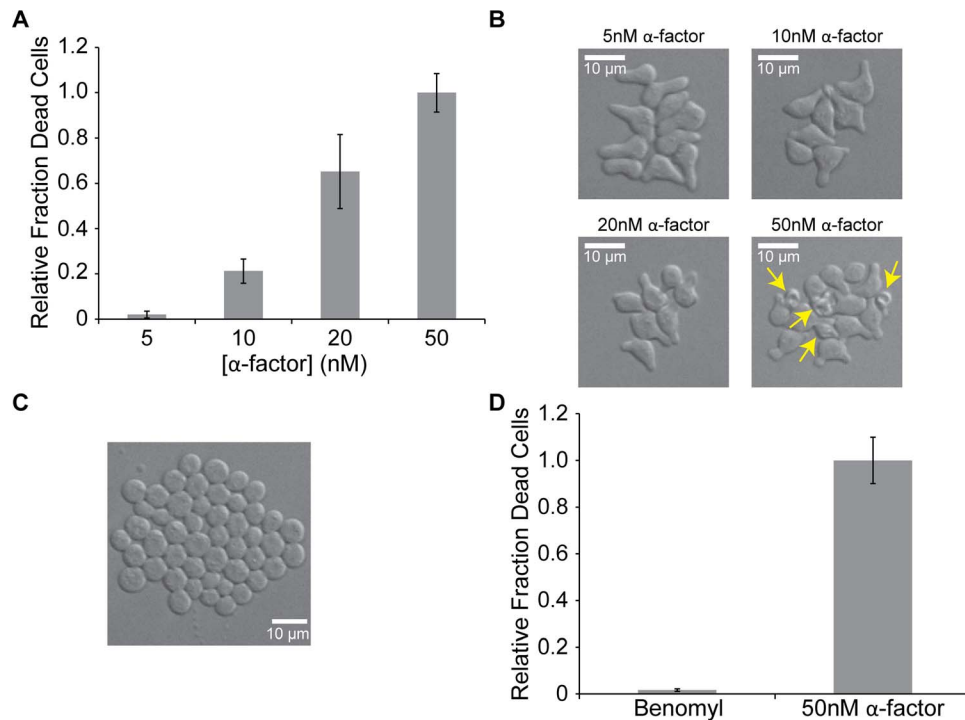 A
Relative Fraction Dead Cells
1.2
1.0
0.8
0.6
0.4
0.2
0
5 10 20 50
[α-factor] (nM)
B
5nM α-factor
10 µm
10nM α-factor
10 µm
20nM α-factor
10 µm
50nM α-factor
10 µm
C
10 µm
D
Relative Fraction Dead Cells
1.2
1.0
0.8
0.6
0.4
0.2
0
Benomyl 50nM α-factor